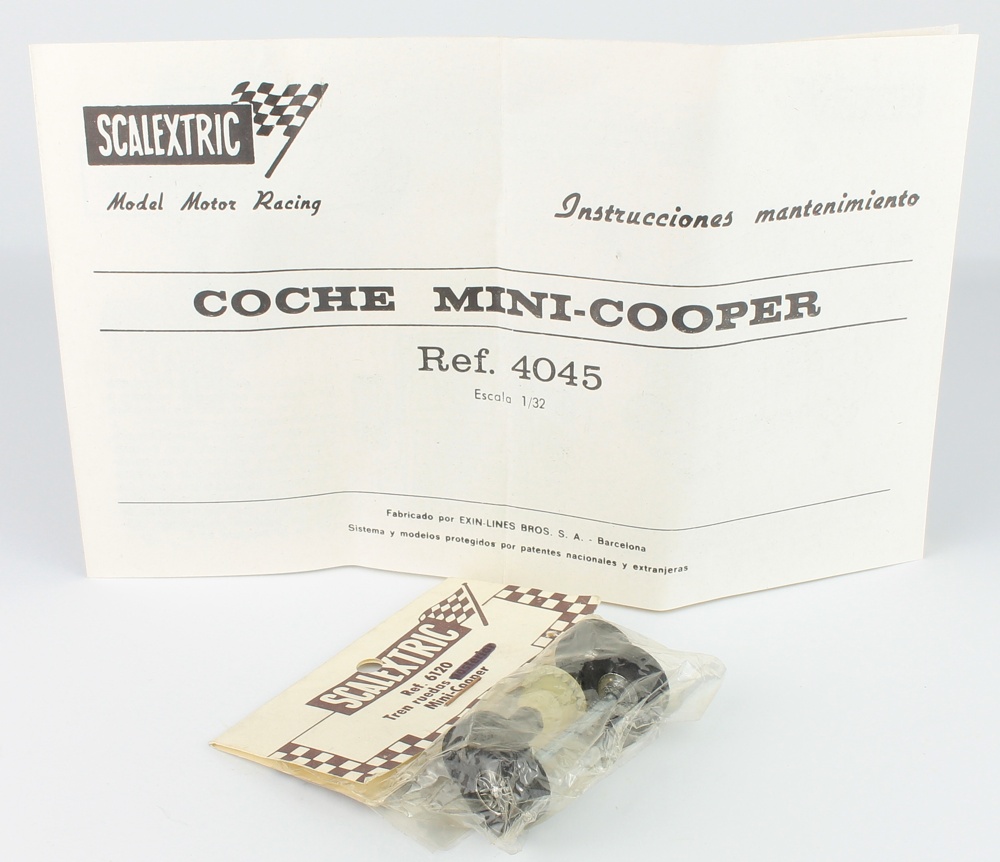 SCALEXTRIC
Model Motor Racing
Instrucciones mantenimiento
COCHE MINI-COOPER
Ref. 4045
Escala 1/32
Fabricado por EXIN-LINES BROS. S. A. - Barcelona
Sistema y modelos protegidos por patentes nacionales y extranjeras
SCALEXTRIC
Ref. 6120
Tren ruedas
Mini-Cooper